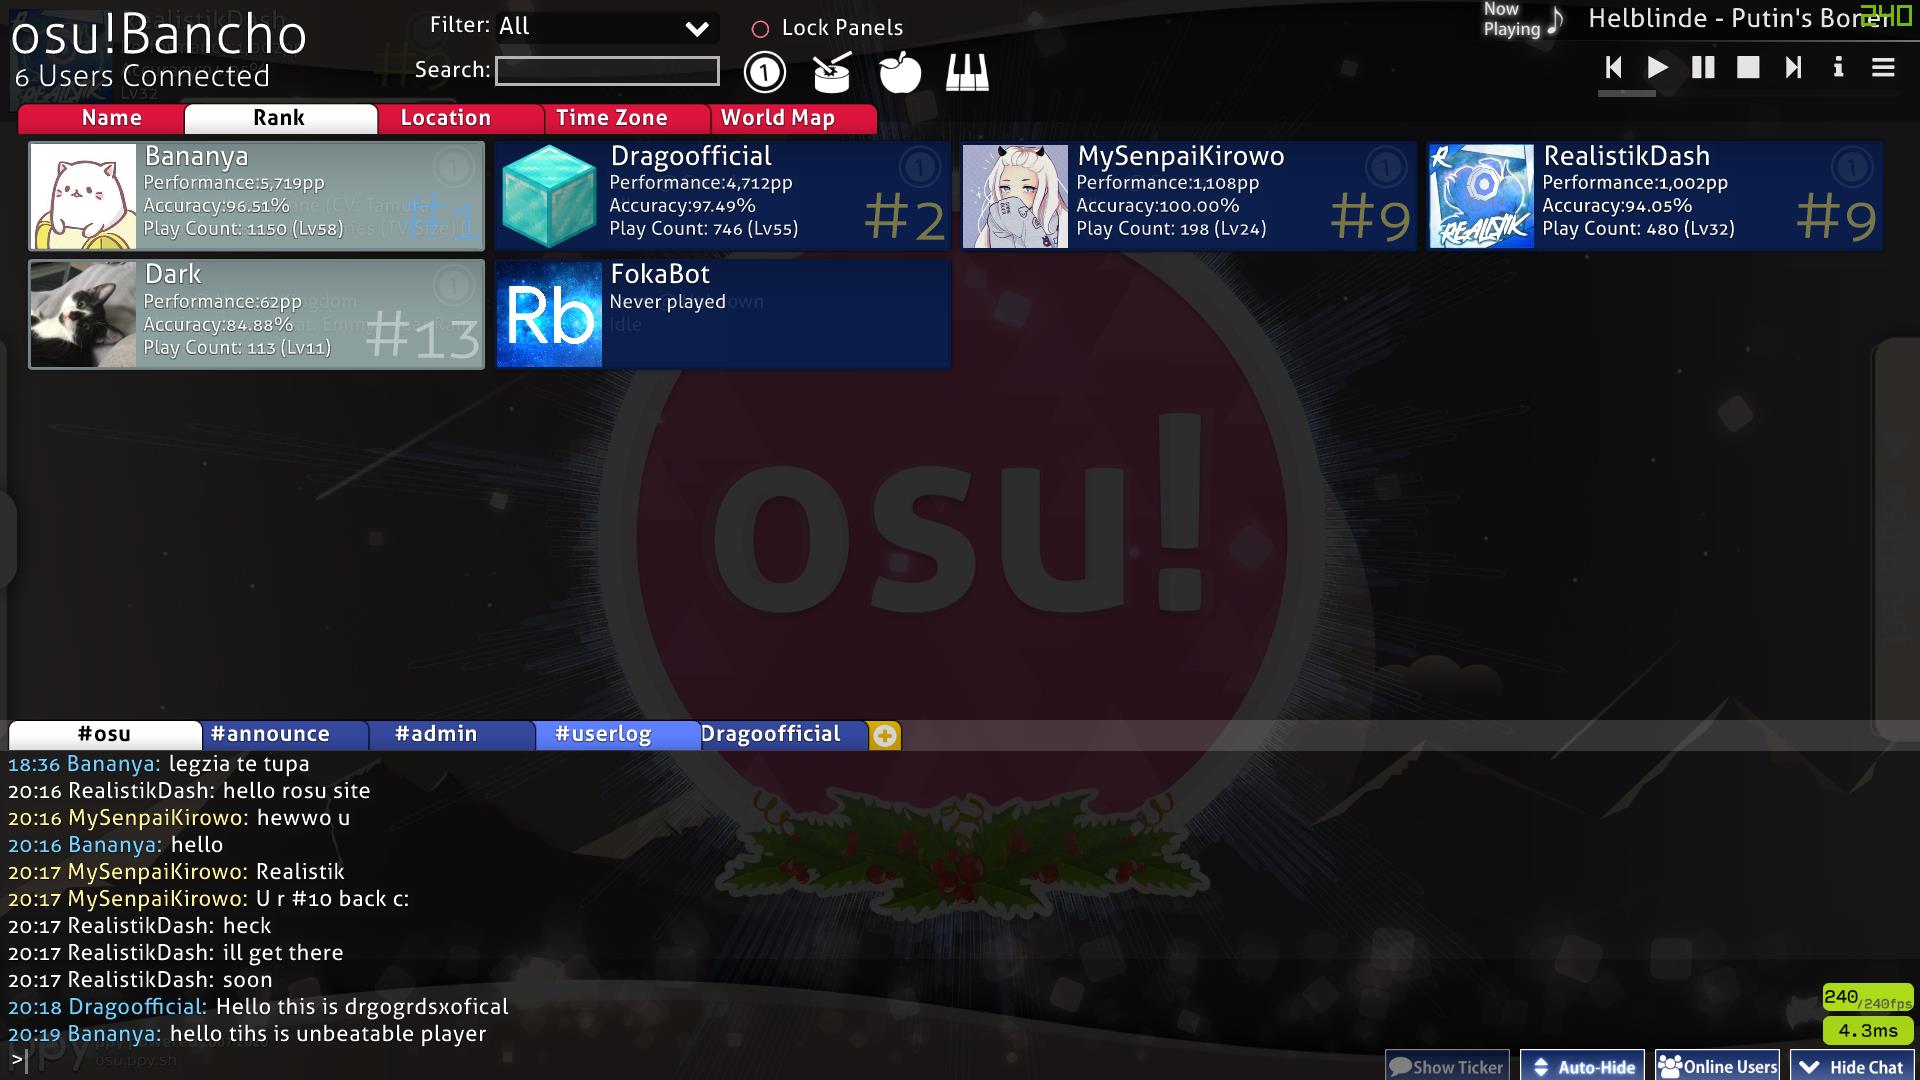 osu!Bancho
6 Users Connected
Filter: All
Search:
Lock Panels
Now Playing
Helblinde - Putin's Boner
240
Name Rank Location Time Zone World Map
Bananya
Performance:5,719pp
Accuracy:96.51%
Play Count: 1150 (Lv58)
#1
Dragoofficial
Performance:4,712pp
Accuracy:97.49%
Play Count: 746 (Lv55)
#2
MySenpaiKirowo
Performance:1,108pp
Accuracy:100.00%
Play Count: 198 (Lv24)
#9
RealistikDash
Performance:1,002pp
Accuracy:94.05%
Play Count: 480 (Lv32)
#9
REALISTIK
Dark
Performance:62pp
Accuracy:84.88%
Play Count: 113 (Lv11)
#13
Rb
FokaBot
Never played
Idle
osu!
#osu #announce #admin #userlog Dragoofficial
18:36 Bananya: legzia te tupa
20:16 RealistikDash: hello rosu site
20:16 MySenpaiKirowo: hewwo u
20:16 Bananya: hello
20:17 MySenpaiKirowo: Realistik
20:17 MySenpaiKirowo: U r #10 back c:
20:17 RealistikDash: heck
20:17 RealistikDash: ill get there
20:17 RealistikDash: soon
20:18 Dragoofficial: Hello this is drgogrdsxofical
20:19 Bananya: hello tihs is unbeatable player
>|
osu.ppy.sh
240/240fps
4.3ms
Show Ticker Auto-Hide Online Users Hide Chat